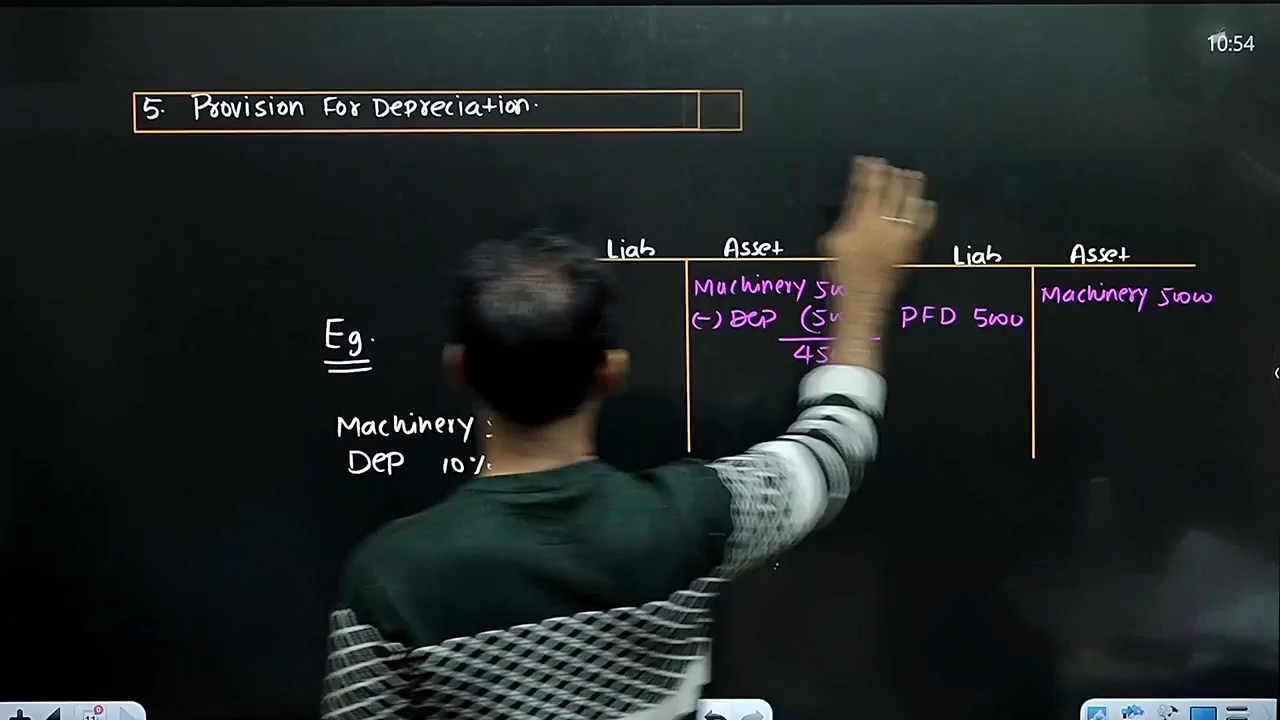 10:54
5. Provision For Depreciation.
Liab Asset
Machinery
(-) Dep
Liab Asset
PFD 5000
Machinery 50000
Eg.
Machinery :
Dep 10%